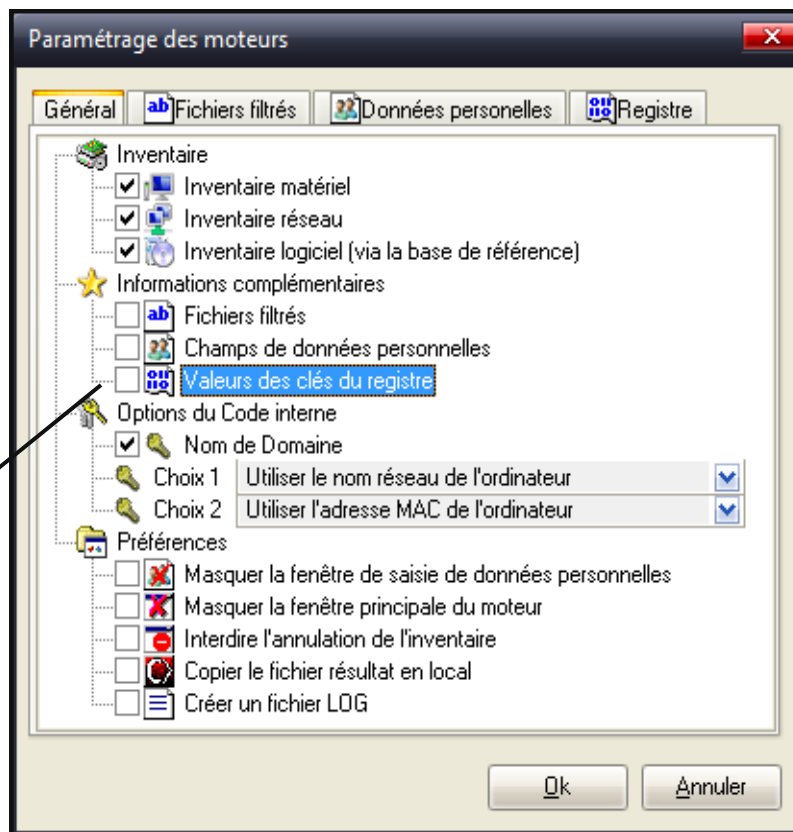 Paramétrage des moteurs
Général Fichiers filtrés Données personelles Registre
Inventaire
Inventaire matériel
Inventaire réseau
Inventaire logiciel (via la base de référence)
Informations complémentaires
Fichiers filtrés
Champs de données personnelles
Valeurs des clés du registre
Options du Code interne
Nom de Domaine
Choix 1 Utiliser le nom réseau de l'ordinateur
Choix 2 Utiliser l'adresse MAC de l'ordinateur
Préférences
Masquer la fenêtre de saisie de données personnelles
Masquer la fenêtre principale du moteur
Interdire l'annulation de l'inventaire
Copier le fichier résultat en local
Créer un fichier LOG
Ok Annuler